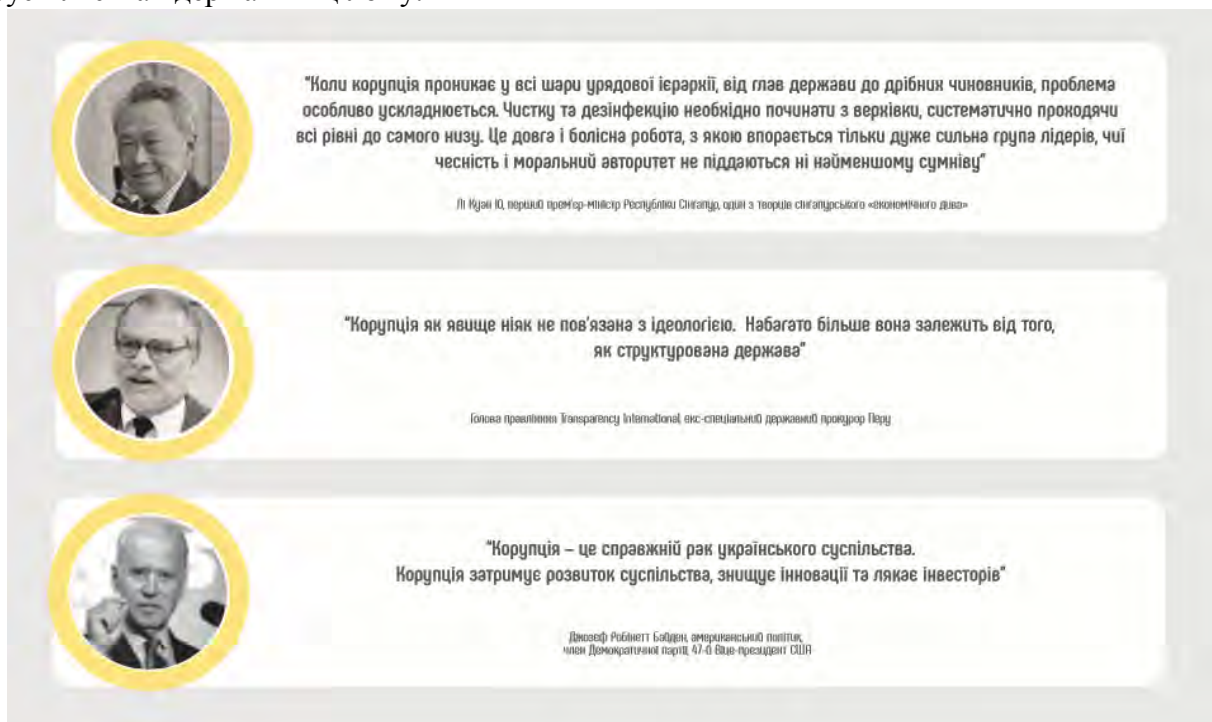 "Коли корупція проникає у всі шари урядової ієрархії, від глав держави до дрібних чиновників, проблема
особливо ускладнюється. Чистку та дезінфекцію необхідно починати з верхівки, систематично проходячи
всі рівні до самого низу. Це довга і болісна робота, з якою впорається тільки дуже сильна група лідерів, чиї
чесність і моральний авторитет не піддаються ні найменшому сумніву"
Лі Куан Ю, перший прем'єр-міністр Республіки Сінгапур, один з творців сінгапурського «економічного дива»
"Корупція як явище ніяк не пов'язана з ідеологією. Набагато більше вона залежить від того,
як структурована держава"
Голова правління Transparency International, екс-спеціальний державний прокурор Перу
"Корупція – це справжній рак українського суспільства.
Корупція затримує розвиток суспільства, знищує інновації та лякає інвесторів"
Джозеф Робінетт Байден, американський політик,
член Демократичної партії, 47-й Віце-президент США